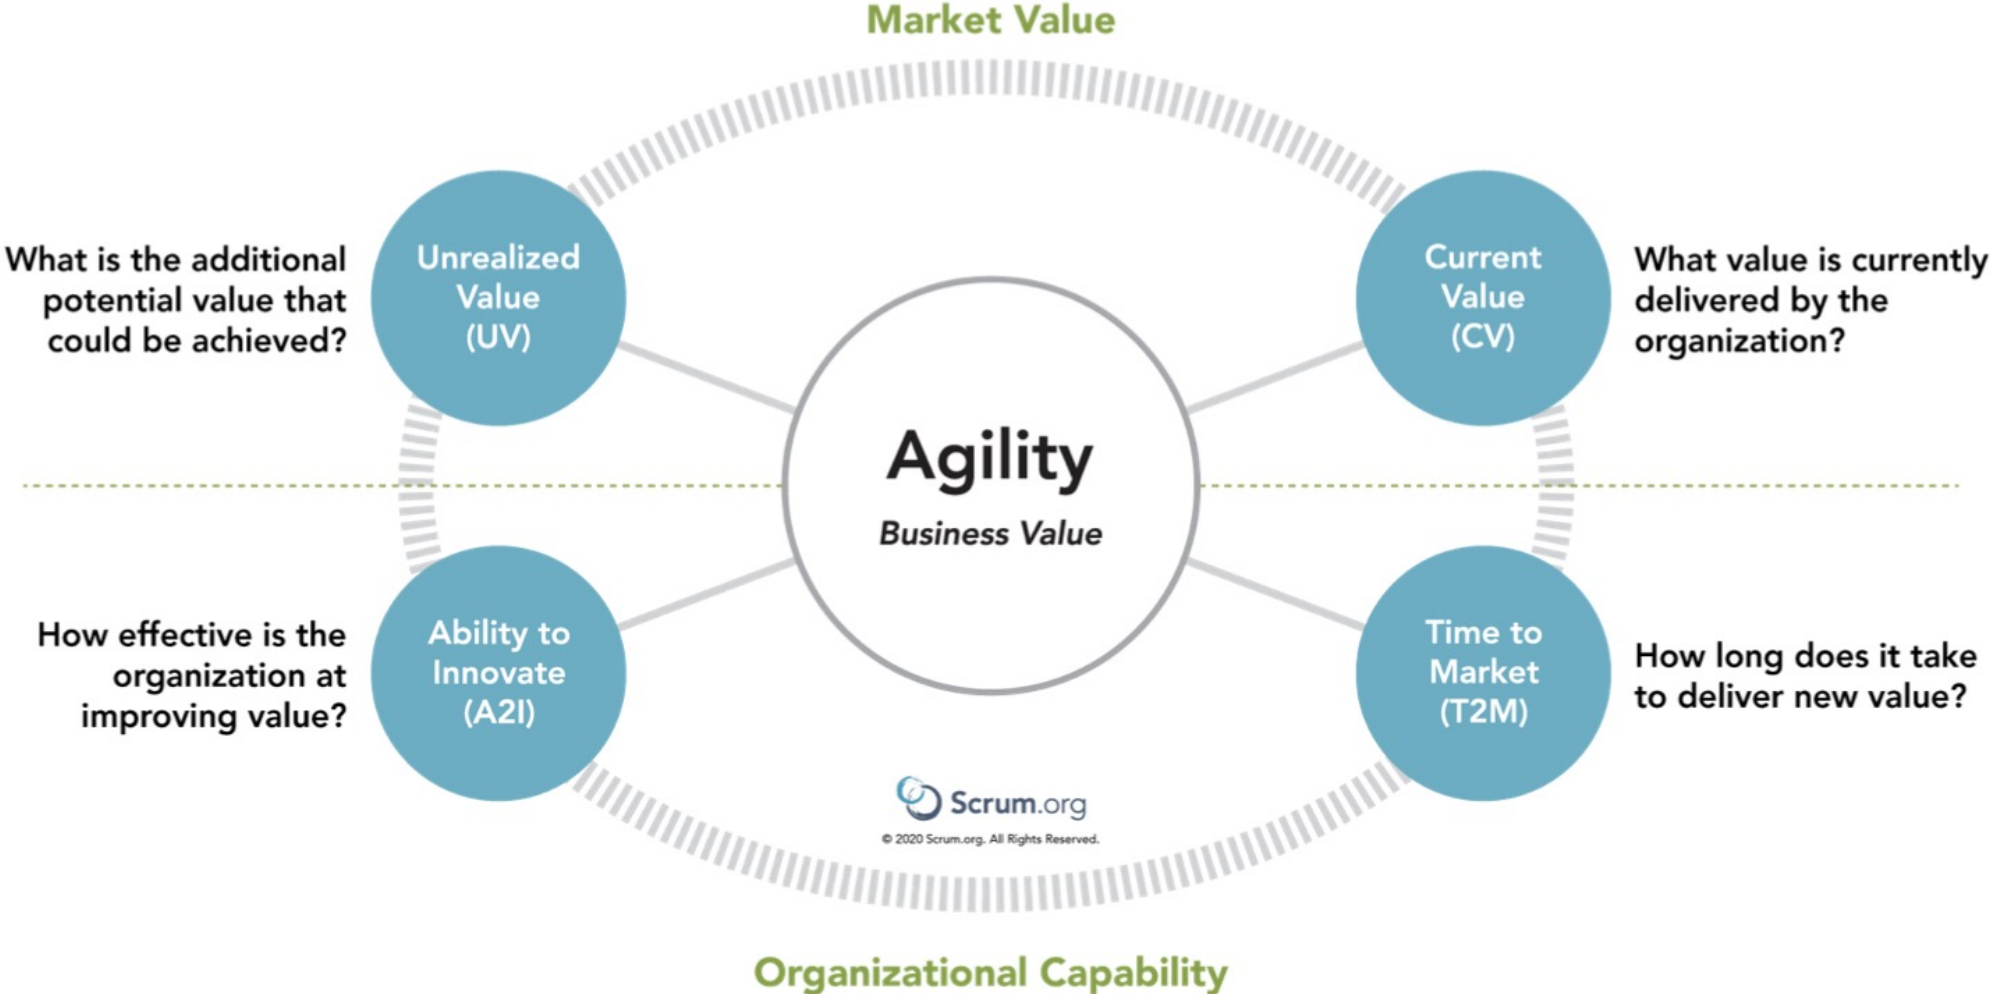 Market Value
What is the additional
potential value that
could be achieved?
Unrealized
Value
(UV)
Current
Value
(CV)
What value is currently
delivered by the
organization?
Agility
Business Value
How effective is the
organization at
improving value?
Ability to
Innovate
(A2I)
Time to
Market
(T2M)
How long does it take
to deliver new value?
Scrum.org
© 2020 Scrum.org. All Rights Reserved.
Organizational Capability